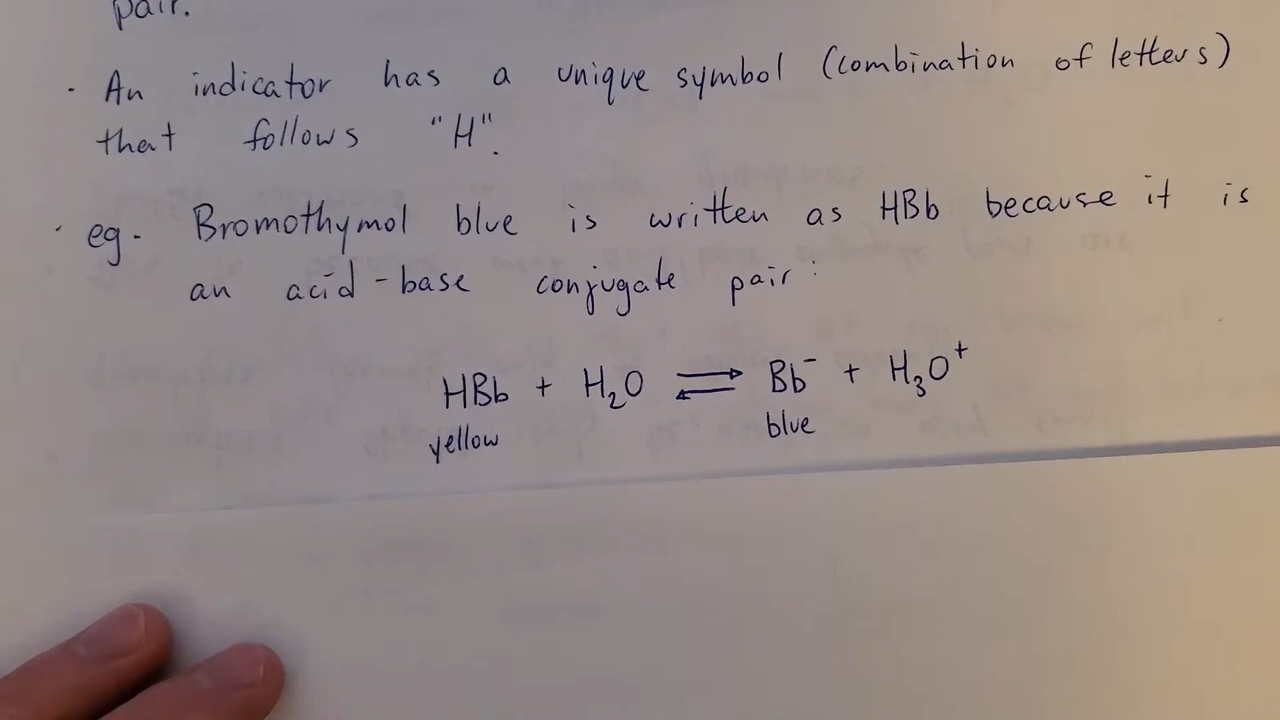 pair.
· An indicator has a unique symbol (combination of letters)
that follows "H".
· eg. Bromothymol blue is written as HBb because it is
an acid-base conjugate pair:
HBb + H₂O ⇌ Bb⁻ + H₃O⁺
yellow blue